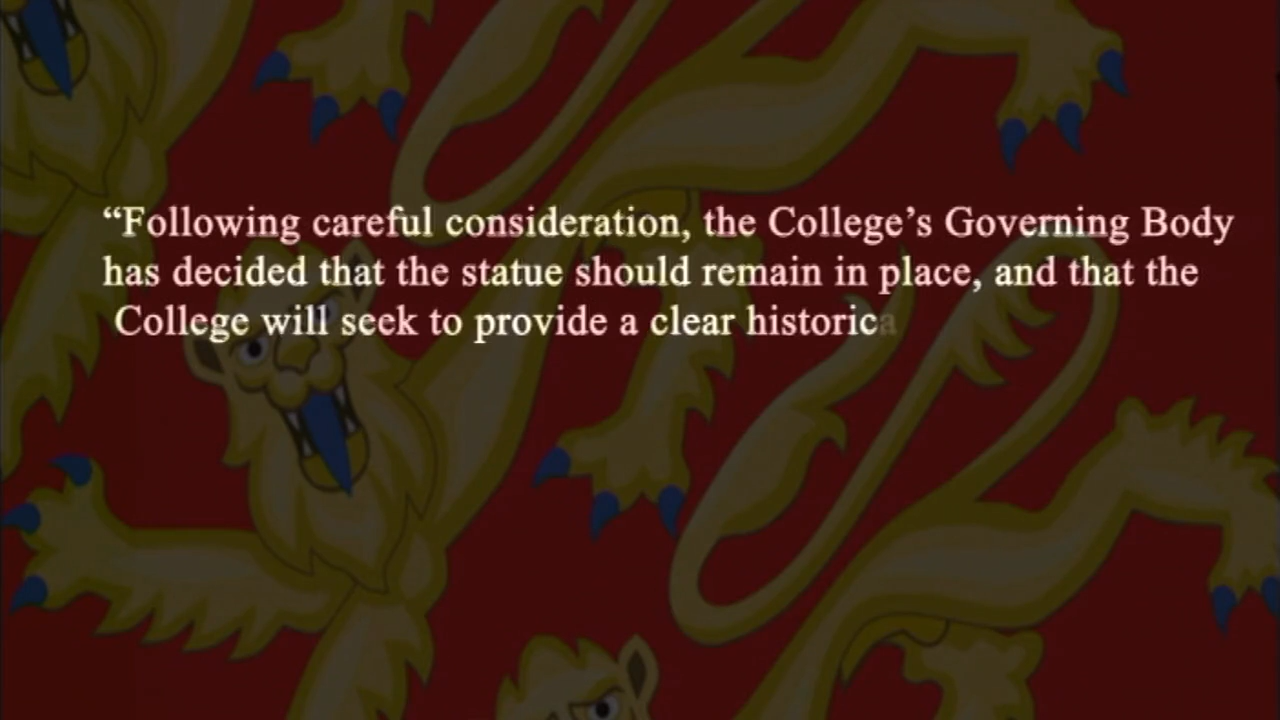 “Following careful consideration, the College’s Governing Body
has decided that the statue should remain in place, and that the
College will seek to provide a clear historica